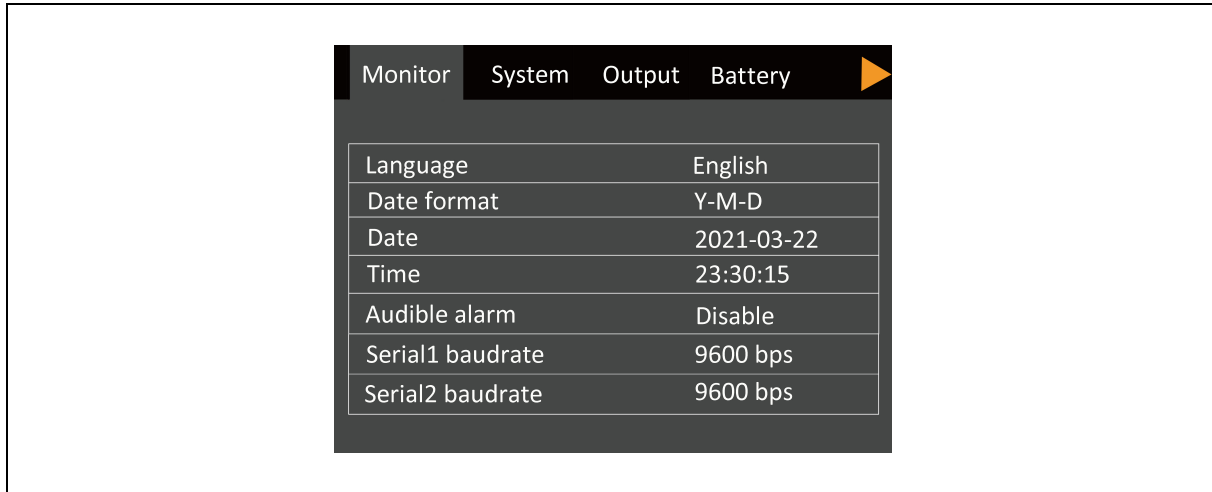 Monitor System Output Battery
Language English
Date format Y-M-D
Date 2021-03-22
Time 23:30:15
Audible alarm Disable
Serial1 baudrate 9600 bps
Serial2 baudrate 9600 bps